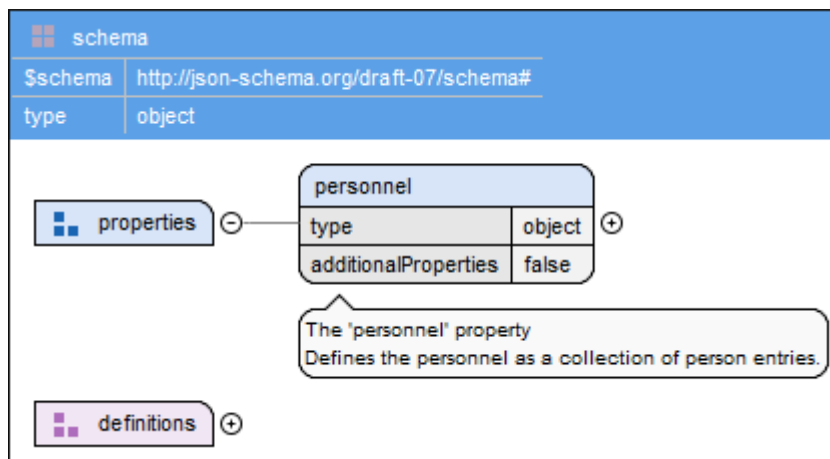 schema
$schema http://json-schema.org/draft-07/schema#
type object
properties
personnel
type object
additionalProperties false
The 'personnel' property
Defines the personnel as a collection of person entries.
definitions